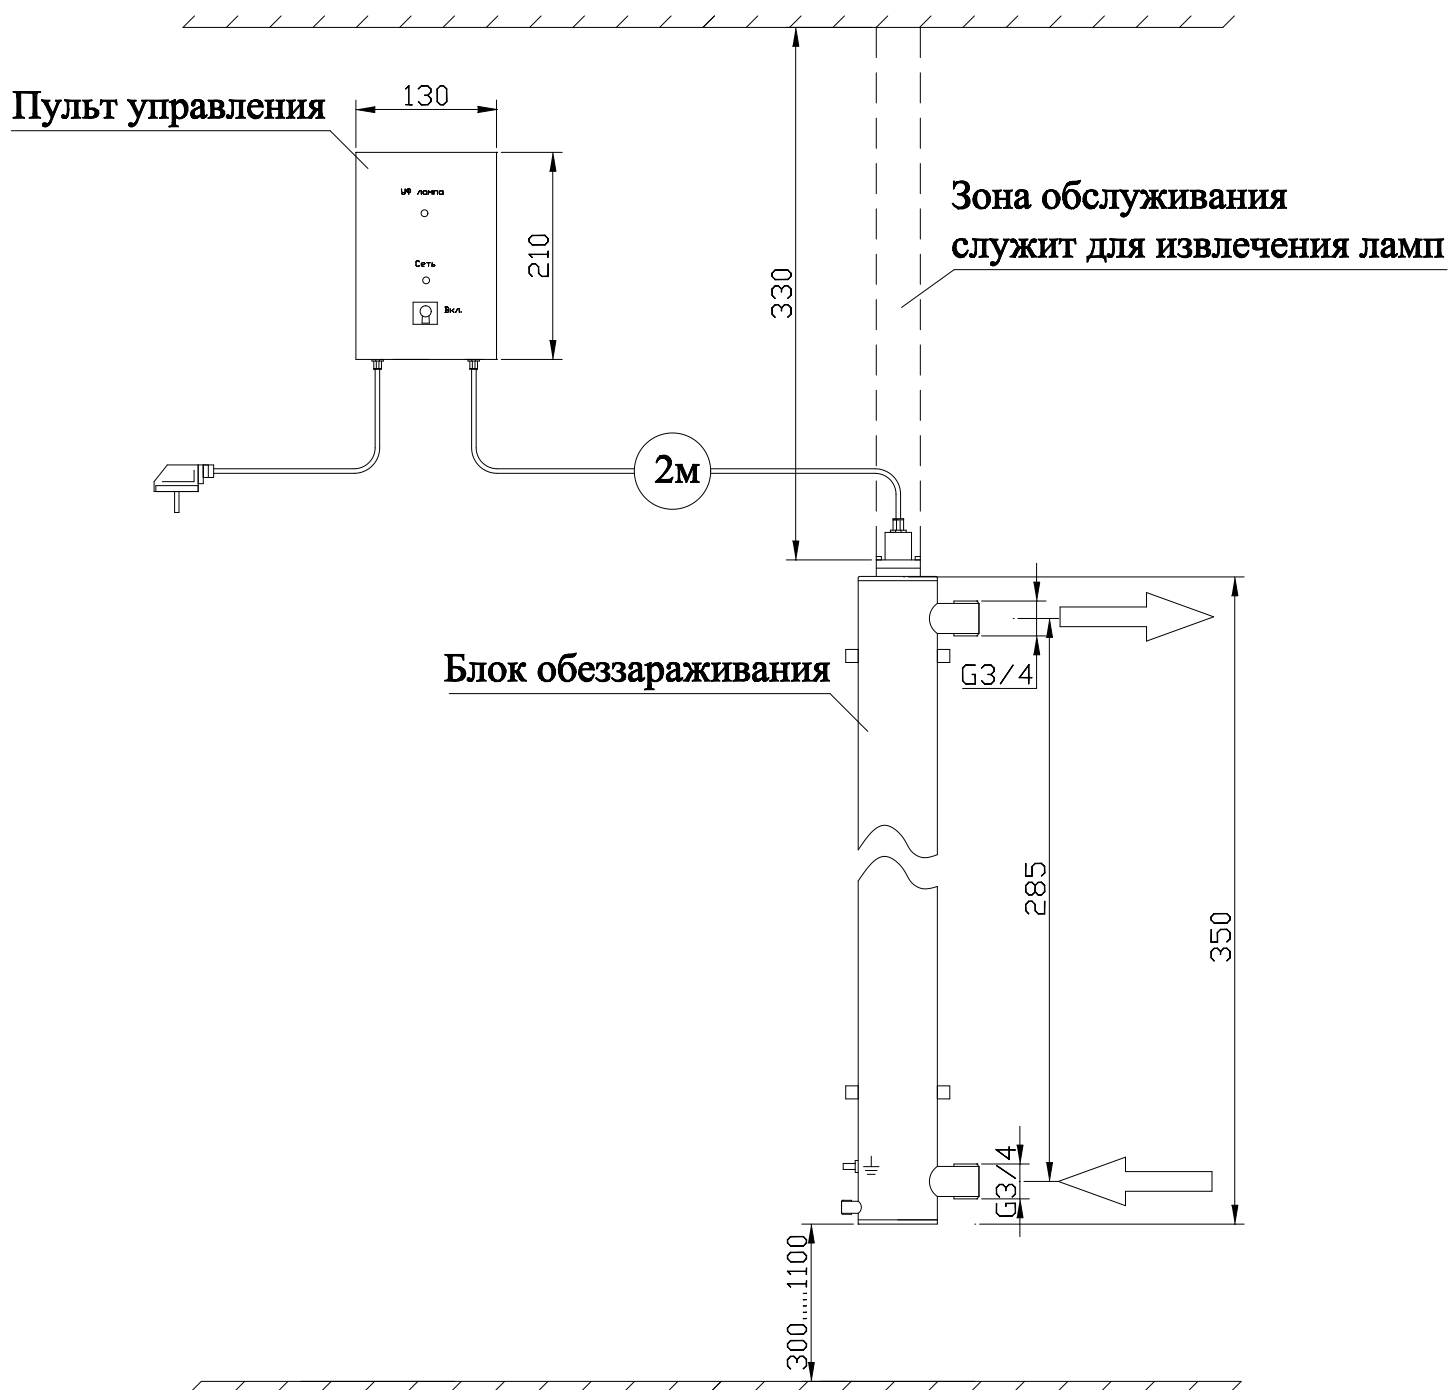 130
Пульт управления
УФ лампа
Зона обслуживания
служит для извлечения ламп
210
Сеть
330
Вкл.
2м
Блок обеззараживания
G3/4
285
350
G3/4
300.....1100